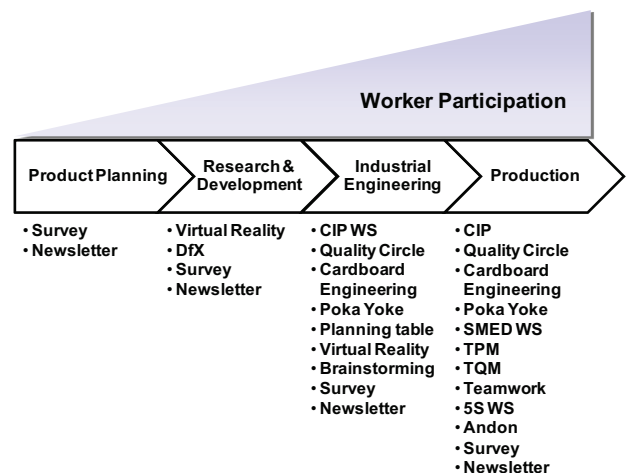 Worker Participation
Product Planning
Research &
Development
Industrial
Engineering
Production
• Survey
• Newsletter
• Virtual Reality
• DfX
• Survey
• Newsletter
• CIP WS
• Quality Circle
• Cardboard
Engineering
• Poka Yoke
• Planning table
• Virtual Reality
• Brainstorming
• Survey
• Newsletter
• CIP
• Quality Circle
• Cardboard
Engineering
• Poka Yoke
• SMED WS
• TPM
• TQM
• Teamwork
• 5S WS
• Andon
• Survey
• Newsletter